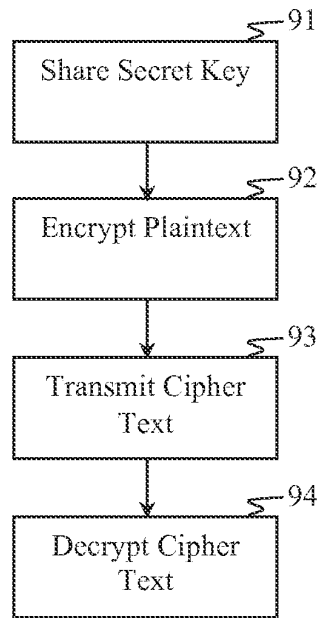 91
Share Secret Key
92
Encrypt Plaintext
93
Transmit Cipher
Text
94
Decrypt Cipher
Text